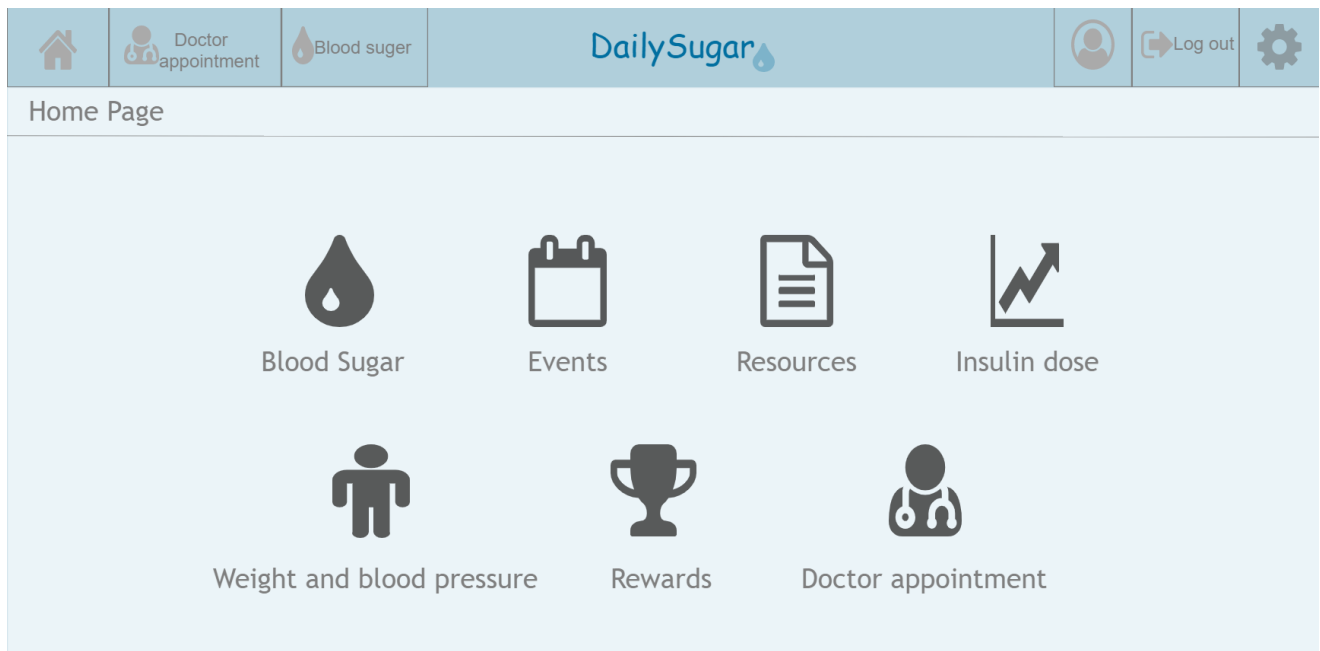 Doctor
appointment
Blood suger
DailySugar
Log out
Home Page
Blood Sugar
Events
Resources
Insulin dose
Weight and blood pressure
Rewards
Doctor appointment